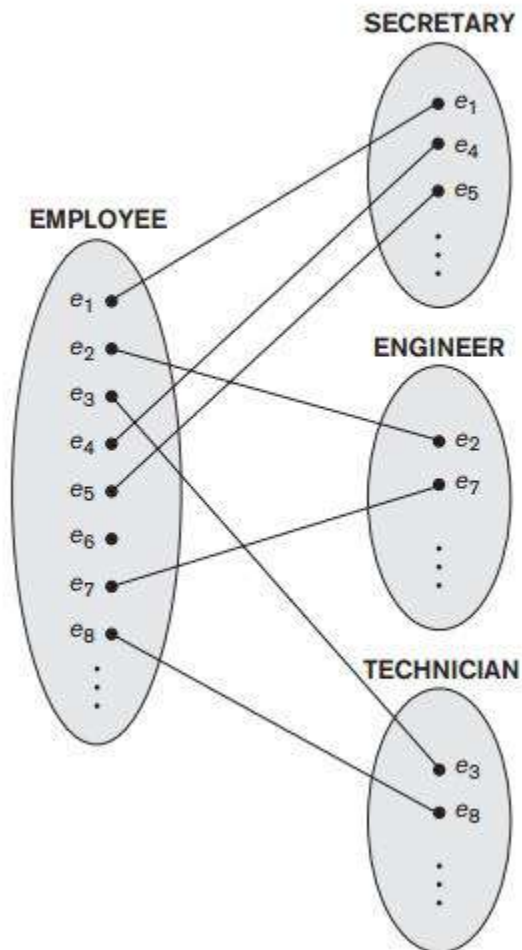 SECRETARY
e₁
e₄
e₅
EMPLOYEE
e₁
e₂
e₃
e₄
e₅
e₆
e₇
e₈
ENGINEER
e₂
e₇
TECHNICIAN
e₃
e₈